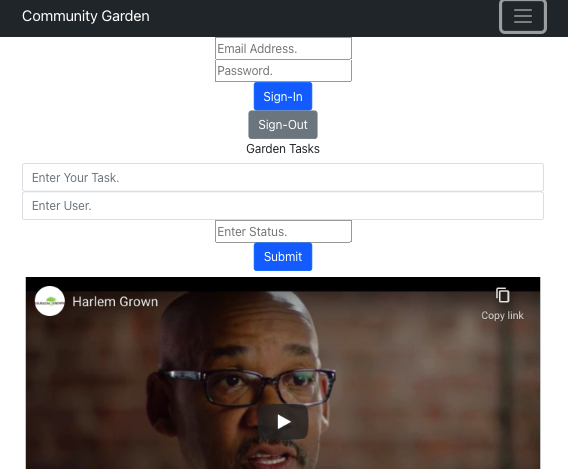 Community Garden
Email Address.
Password.
Sign-In
Sign-Out
Garden Tasks
Enter Your Task.
Enter User.
Enter Status.
Submit
Harlem Grown
Copy link